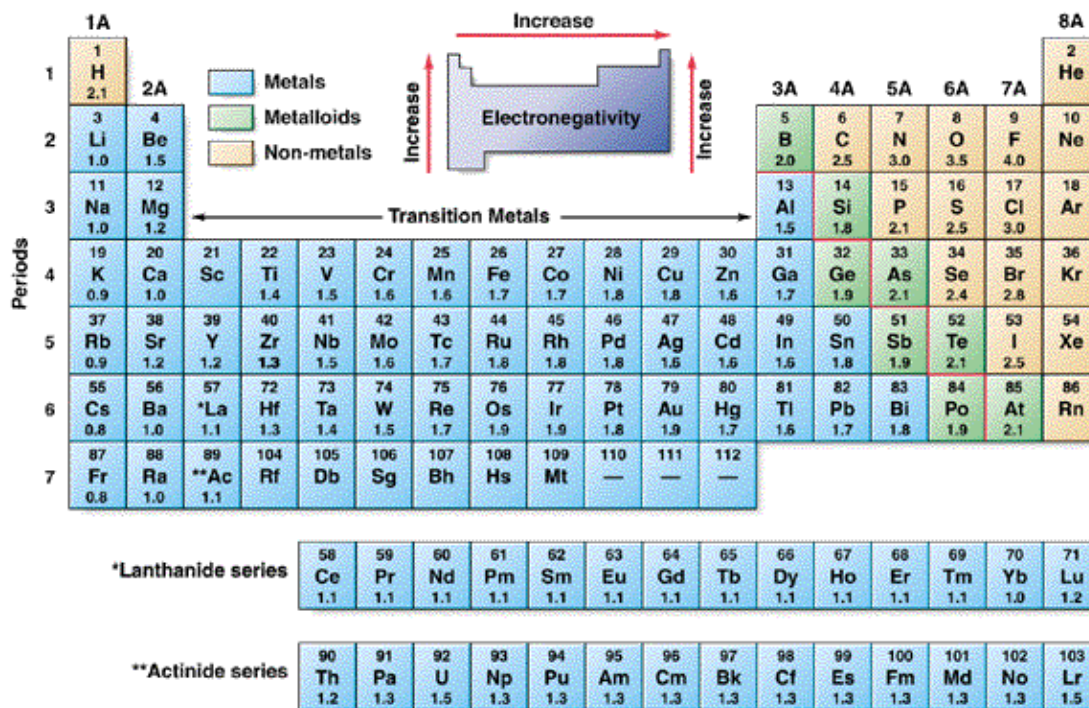 Increase
1A 8A
1 2
1 H He
2.1
2A 3A 4A 5A 6A 7A
Metals
Metalloids
Non-metals
Increase
Electronegativity
Increase
3 4 5 6 7 8 9 10
2 Li Be B C N O F Ne
1.0 1.5 2.0 2.5 3.0 3.5 4.0
11 12 13 14 15 16 17 18
3 Na Mg Transition Metals Al Si P S Cl Ar
1.0 1.2 1.5 1.8 2.1 2.5 3.0
Periods
19 20 21 22 23 24 25 26 27 28 29 30 31 32 33 34 35 36
4 K Ca Sc Ti V Cr Mn Fe Co Ni Cu Zn Ga Ge As Se Br Kr
0.9 1.0 1.4 1.5 1.6 1.6 1.7 1.7 1.8 1.8 1.6 1.7 1.9 2.1 2.4 2.8
37 38 39 40 41 42 43 44 45 46 47 48 49 50 51 52 53 54
5 Rb Sr Y Zr Nb Mo Tc Ru Rh Pd Ag Cd In Sn Sb Te I Xe
0.9 1.2 1.2 1.3 1.5 1.6 1.7 1.8 1.8 1.8 1.6 1.6 1.6 1.8 1.9 2.1 2.5
55 56 57 72 73 74 75 76 77 78 79 80 81 82 83 84 85 86
6 Cs Ba *La Hf Ta W Re Os Ir Pt Au Hg Tl Pb Bi Po At Rn
0.8 1.0 1.1 1.3 1.4 1.5 1.7 1.9 1.9 1.8 1.9 1.7 1.6 1.7 1.8 1.9 2.1
87 88 89 104 105 106 107 108 109 110 111 112
7 Fr Ra **Ac Rf Db Sg Bh Hs Mt — — —
0.8 1.0 1.1
58 59 60 61 62 63 64 65 66 67 68 69 70 71
*Lanthanide series Ce Pr Nd Pm Sm Eu Gd Tb Dy Ho Er Tm Yb Lu
1.1 1.1 1.1 1.1 1.1 1.1 1.1 1.1 1.1 1.1 1.1 1.1 1.0 1.2
90 91 92 93 94 95 96 97 98 99 100 101 102 103
**Actinide series Th Pa U Np Pu Am Cm Bk Cf Es Fm Md No Lr
1.2 1.3 1.5 1.3 1.3 1.3 1.3 1.3 1.3 1.3 1.3 1.3 1.3 1.5